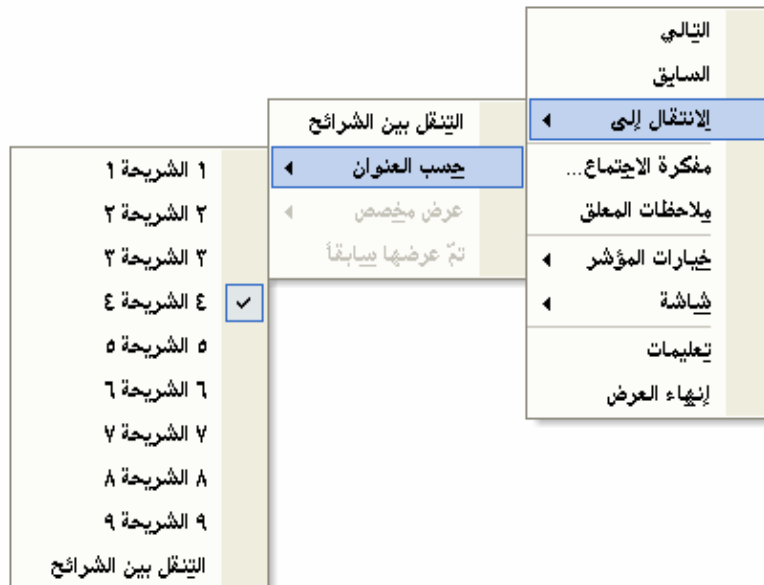 التالي
السابق
الانتقال إلى
مفكرة الاجتماع...
ملاحظات المعلق
خيارات المؤشر
شاشة
تعليمات
إنهاء العرض
التنقل بين الشرائح
حسب العنوان
عرض مخصص
تمّ عرضها سابقاً
١ الشريحة ١
٢ الشريحة ٢
٣ الشريحة ٣
٤ الشريحة ٤
٥ الشريحة ٥
٦ الشريحة ٦
٧ الشريحة ٧
٨ الشريحة ٨
٩ الشريحة ٩
التنقل بين الشرائح